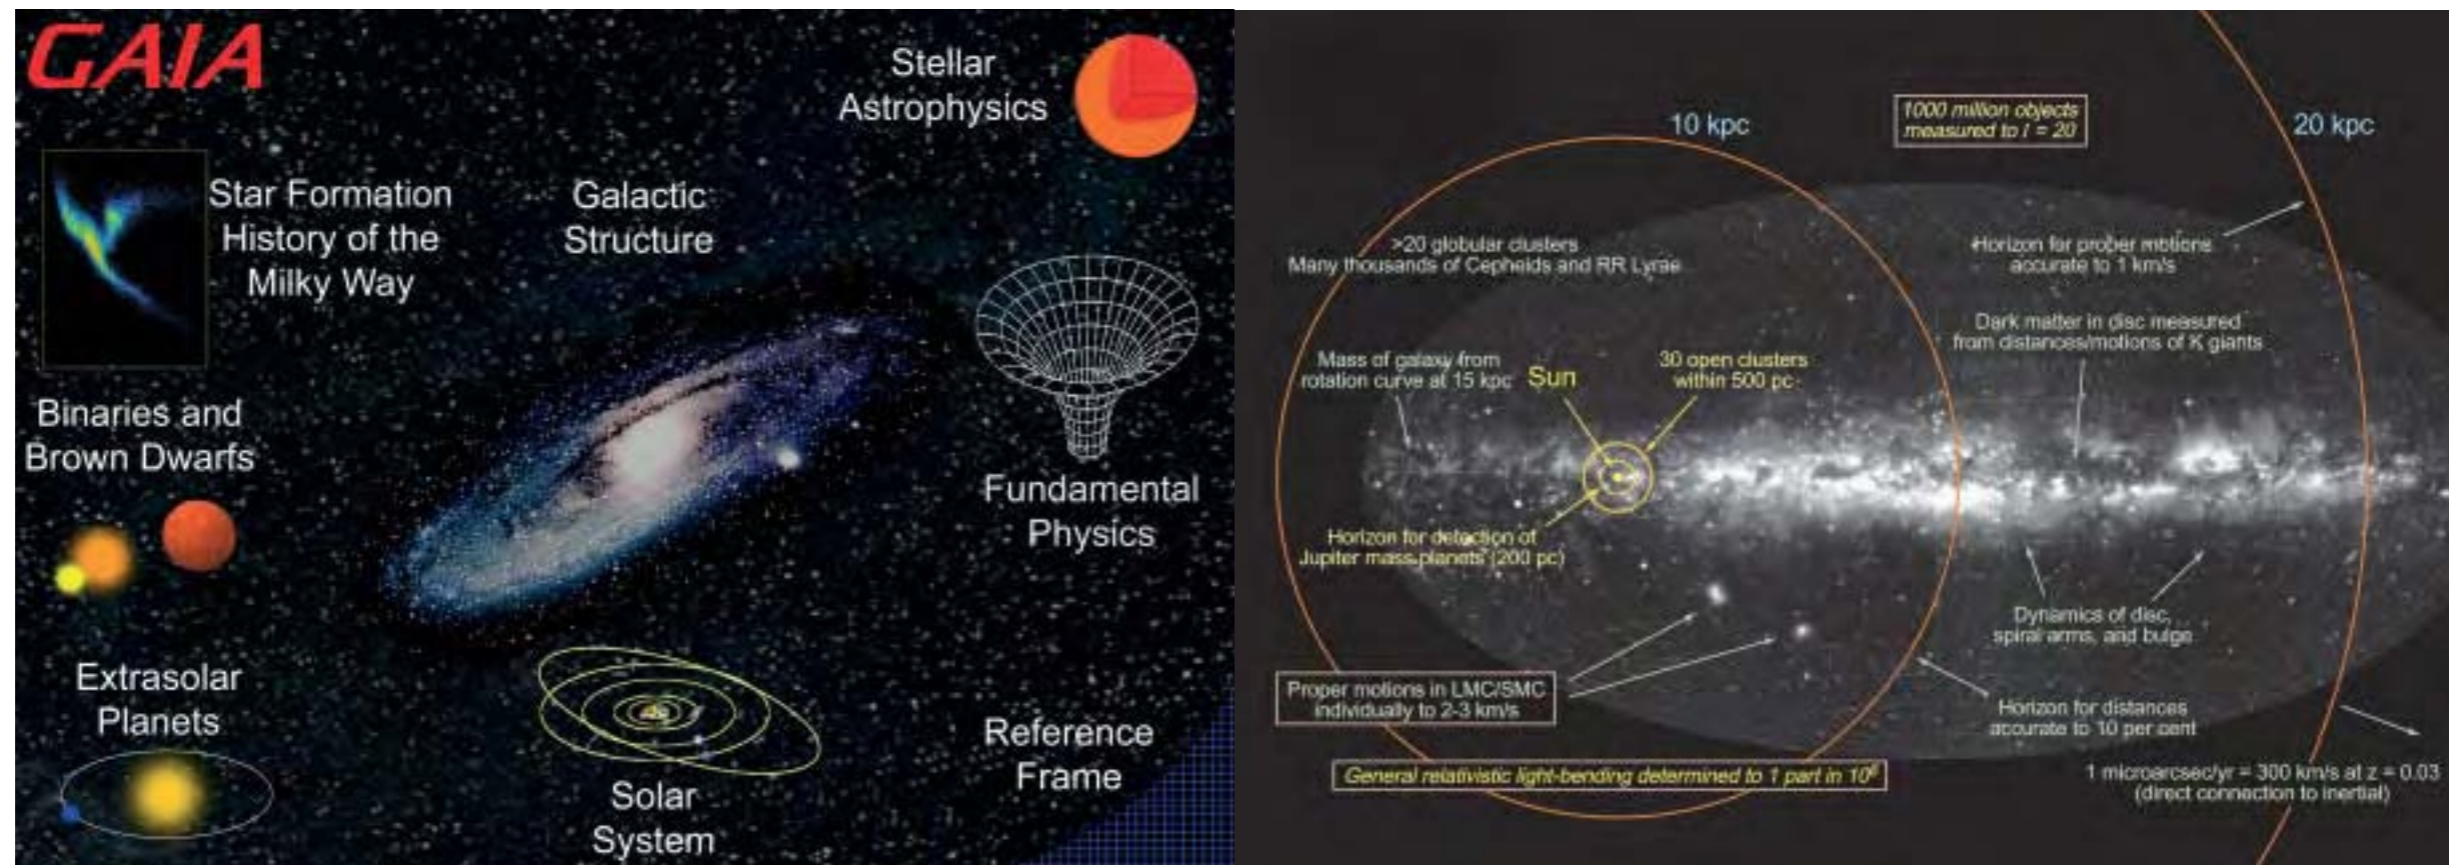 GAIA
Stellar
Astrophysics
Star Formation
History of the
Milky Way
Galactic
Structure
Binaries and
Brown Dwarfs
Fundamental
Physics
Extrasolar
Planets
Solar
System
Reference
Frame
10 kpc
1000 million objects
measured to I = 20
20 kpc
>20 globular clusters
Many thousands of Cepheids and RR Lyrae
Horizon for proper motions
accurate to 1 km/s
Dark matter in disc measured
from distances/motions of K giants
Mass of galaxy from
rotation curve at 15 kpc
Sun
30 open clusters
within 500 pc
Horizon for detection of
Jupiter mass planets (200 pc)
Dynamics of disc,
spiral arms, and bulge
Proper motions in LMC/SMC
individually to 2-3 km/s
Horizon for distances
accurate to 10 per cent
General relativistic light-bending determined to 1 part in
1 microarcsec/yr = 300 km/s at z = 0.03
(direct connection to inertial)